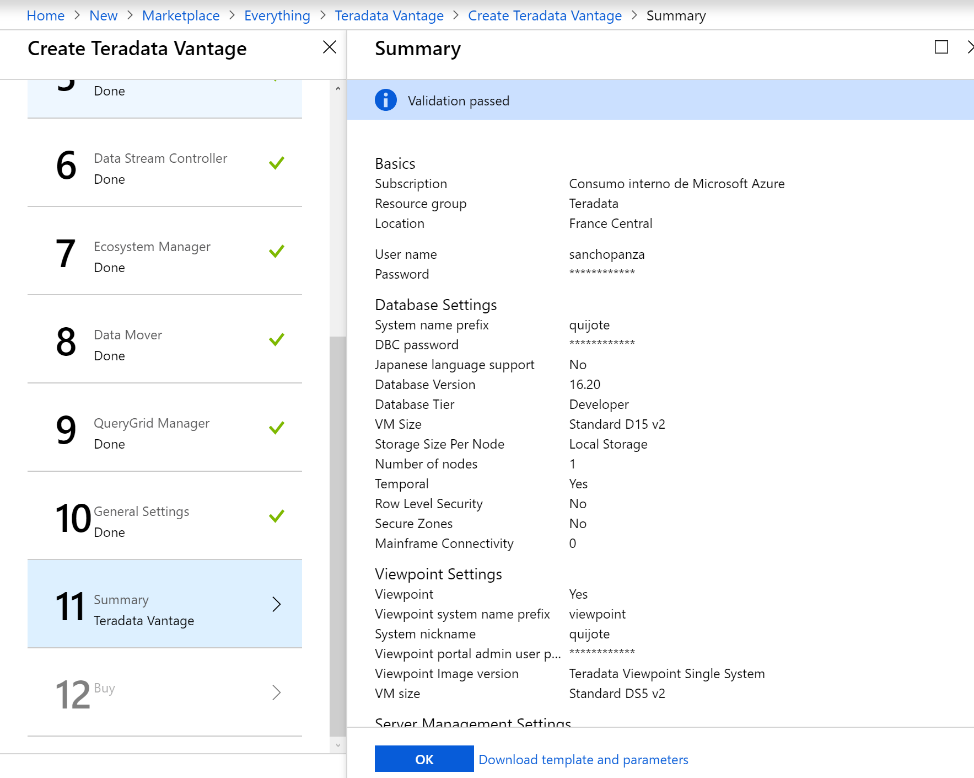 Home > New > Marketplace > Everything > Teradata Vantage > Create Teradata Vantage > Summary
Create Teradata Vantage
5
Done
6
Data Stream Controller
Done
7
Ecosystem Manager
Done
8
Data Mover
Done
9
QueryGrid Manager
Done
10
General Settings
Done
11
Summary
Teradata Vantage
12
Buy
Summary
Validation passed
Basics
Subscription Consumo interno de Microsoft Azure
Resource group Teradata
Location France Central
User name sanchopanza
Password ************
Database Settings
System name prefix quijote
DBC password ************
Japanese language support No
Database Version 16.20
Database Tier Developer
VM Size Standard D15 v2
Storage Size Per Node Local Storage
Number of nodes 1
Temporal Yes
Row Level Security No
Secure Zones No
Mainframe Connectivity 0
Viewpoint Settings
Viewpoint Yes
Viewpoint system name prefix viewpoint
System nickname quijote
Viewpoint portal admin user p... ************
Viewpoint Image version Teradata Viewpoint Single System
VM size Standard DS5 v2
Server Management Settings
OK Download template and parameters